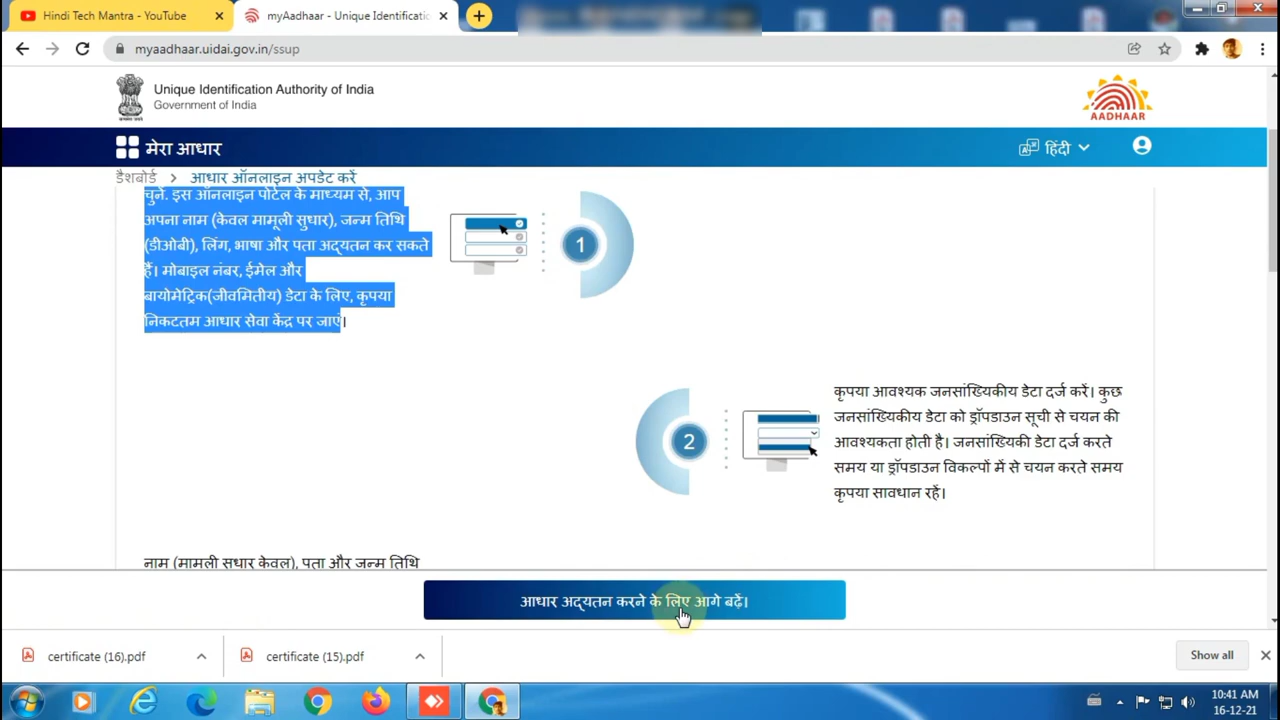 Hindi Tech Mantra - YouTube
myAadhaar - Unique Identificatio
myaadhaar.uidai.gov.in/ssup
Unique Identification Authority of India
Government of India
AADHAAR
मेरा आधार
हिंदी
डैशबोर्ड > आधार ऑनलाइन अपडेट करें
चुनें. इस ऑनलाइन पोर्टल के माध्यम से, आप
अपना नाम (केवल मामूली सुधार), जन्म तिथि
(डीओबी), लिंग, भाषा और पता अद्यतन कर सकते
हैं। मोबाइल नंबर, ईमेल और
बायोमेट्रिक(जीवमितीय) डेटा के लिए, कृपया
निकटतम आधार सेवा केंद्र पर जाएं।
1
2
कृपया आवश्यक जनसांख्यिकीय डेटा दर्ज करें। कुछ
जनसांख्यिकीय डेटा को ड्रॉपडाउन सूची से चयन की
आवश्यकता होती है। जनसांख्यिकी डेटा दर्ज करते
समय या ड्रॉपडाउन विकल्पों में से चयन करते समय
कृपया सावधान रहें।
नाम (मामूली सुधार केवल), पता और जन्म तिथि
आधार अद्यतन करने के लिए आगे बढ़ें।
certificate (16).pdf
certificate (15).pdf
Show all
10:41 AM
16-12-21